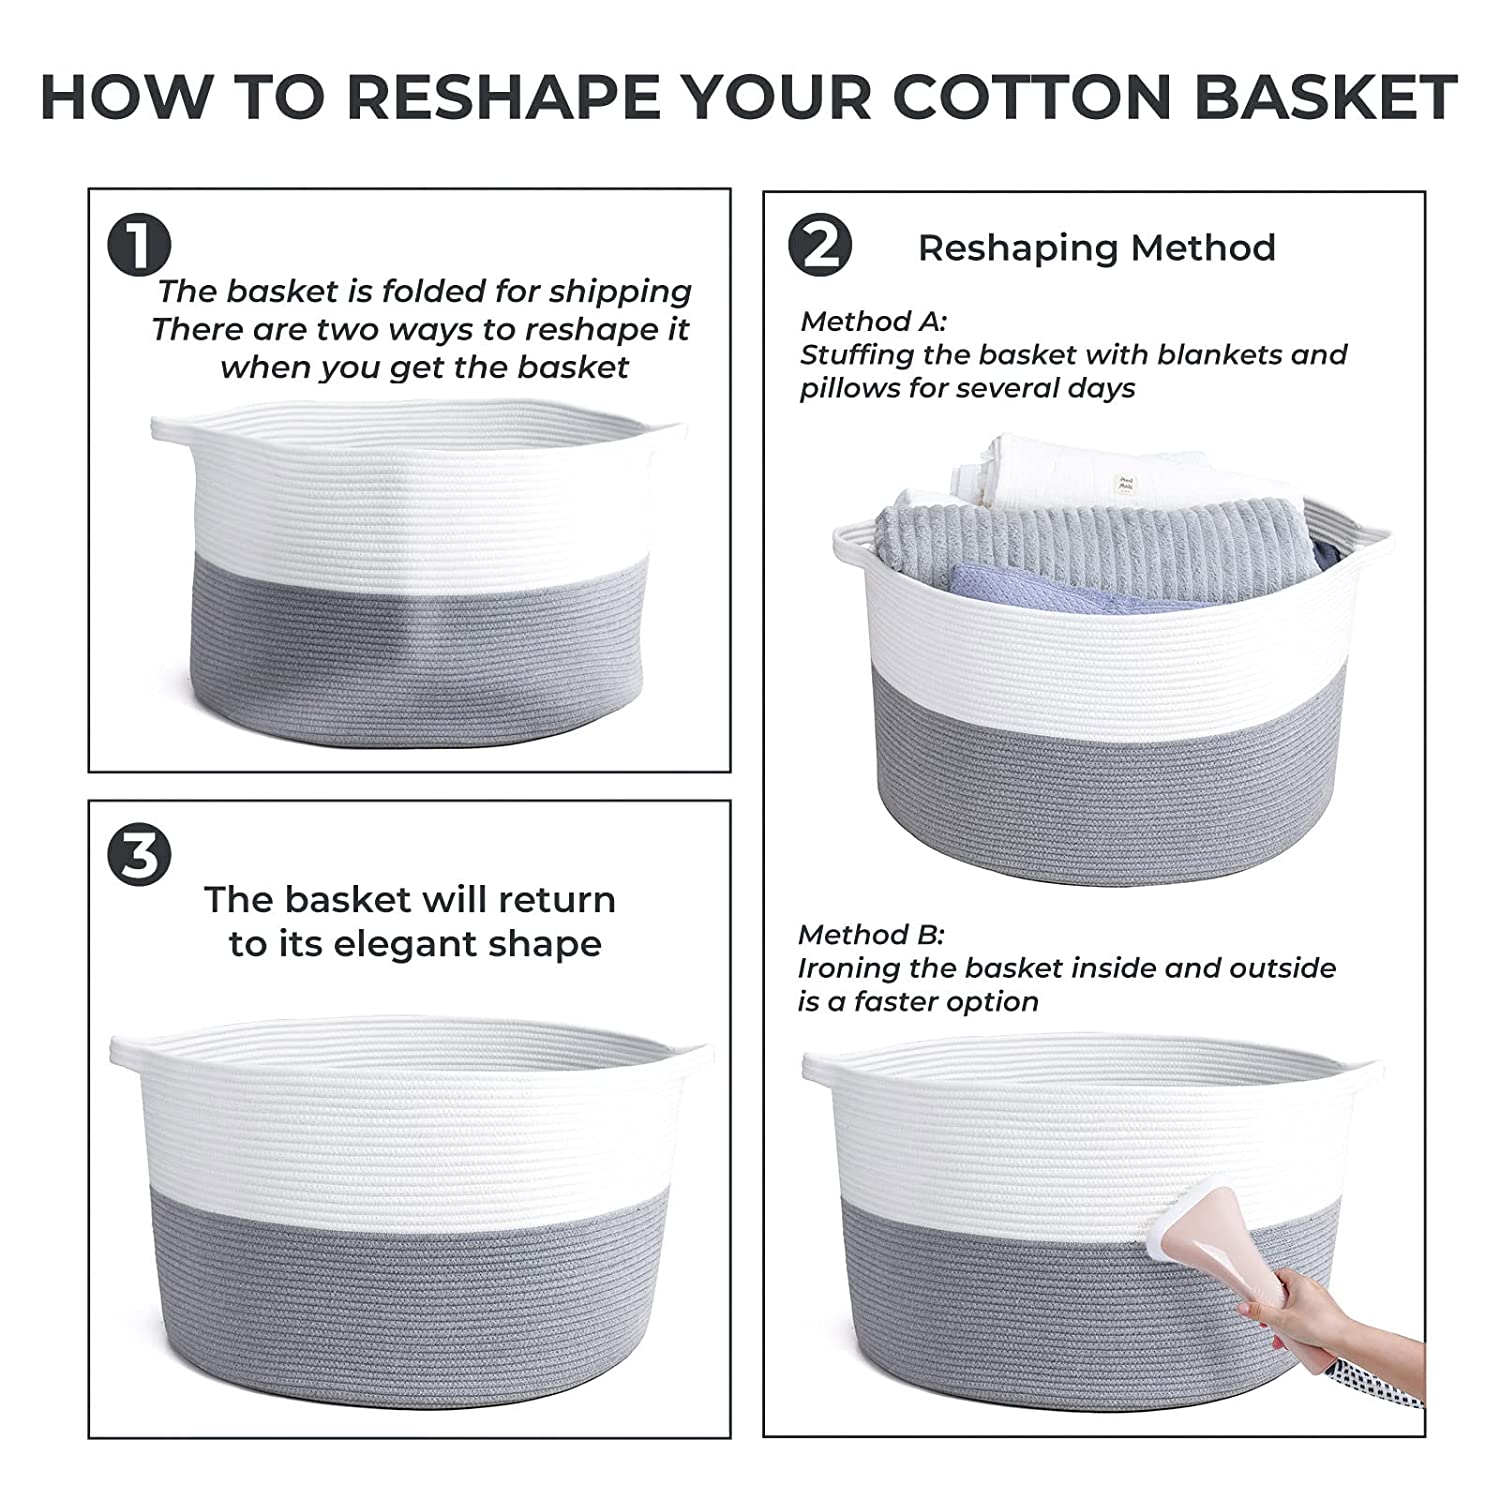 HOW TO RESHAPE YOUR COTTON BASKET
1
The basket is folded for shipping
There are two ways to reshape it
when you get the basket
2
Reshaping Method
Method A:
Stuffing the basket with blankets and
pillows for several days
Method B:
Ironing the basket inside and outside
is a faster option
3
The basket will return
to its elegant shape